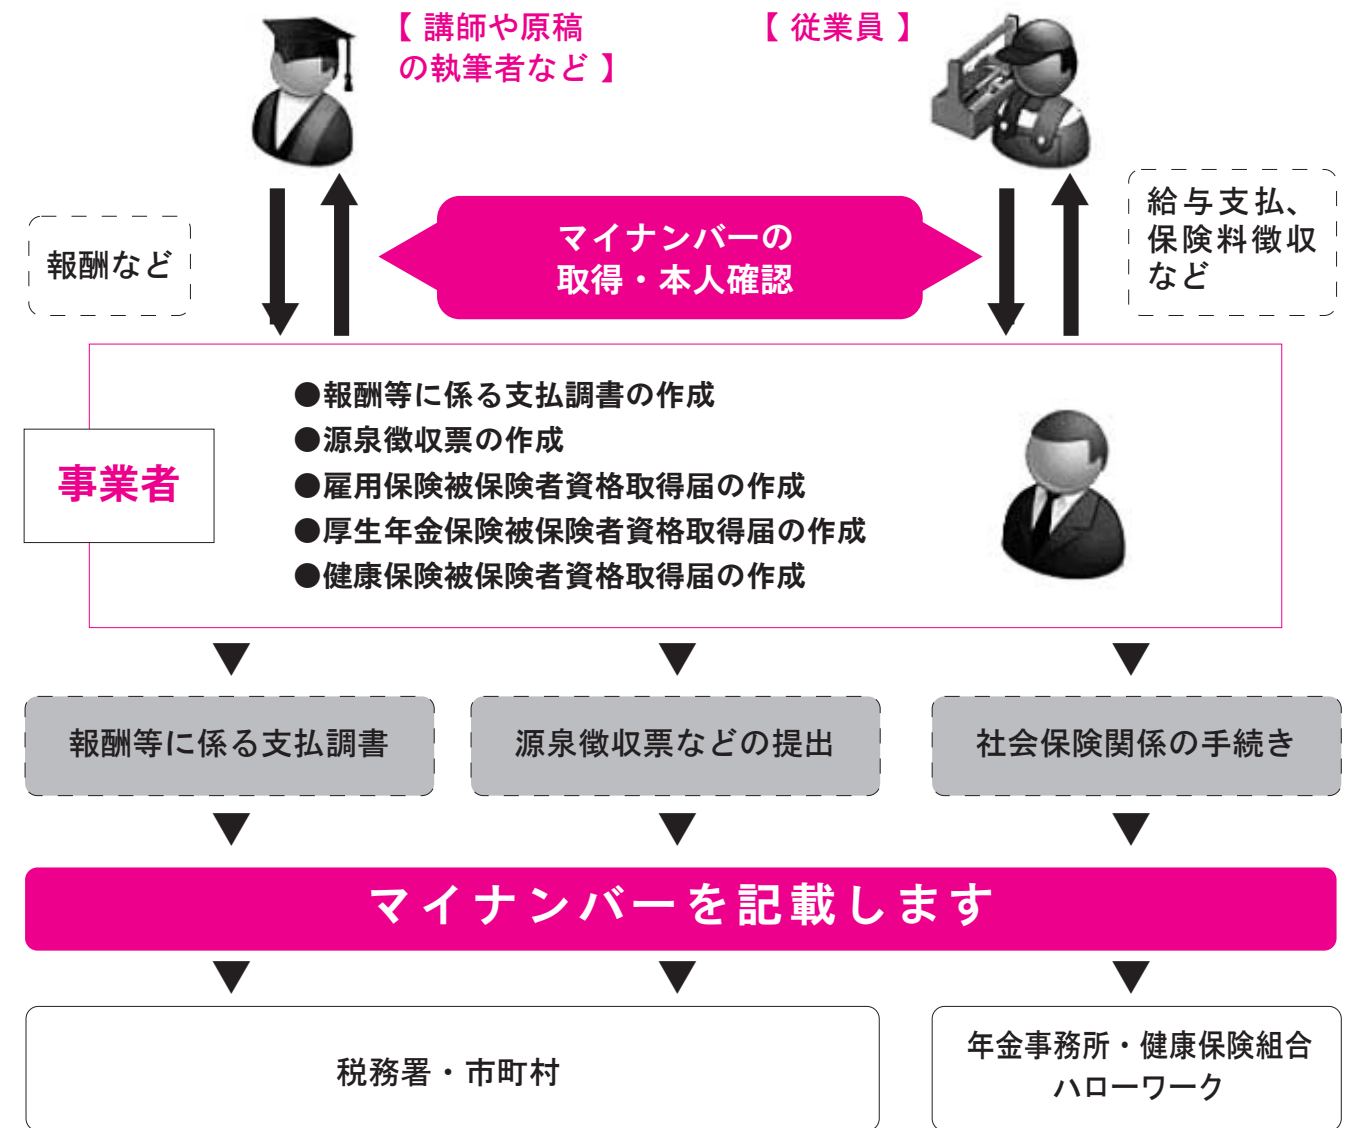 【 講師や原稿
の執筆者など 】
【 従業員 】
報酬など
マイナンバーの
取得・本人確認
給与支払、
保険料徴収
など
事業者
●報酬等に係る支払調書の作成
●源泉徴収票の作成
●雇用保険被保険者資格取得届の作成
●厚生年金保険被保険者資格取得届の作成
●健康保険被保険者資格取得届の作成
報酬等に係る支払調書
源泉徴収票などの提出
社会保険関係の手続き
マイナンバーを記載します
税務署・市町村
年金事務所・健康保険組合
ハローワーク